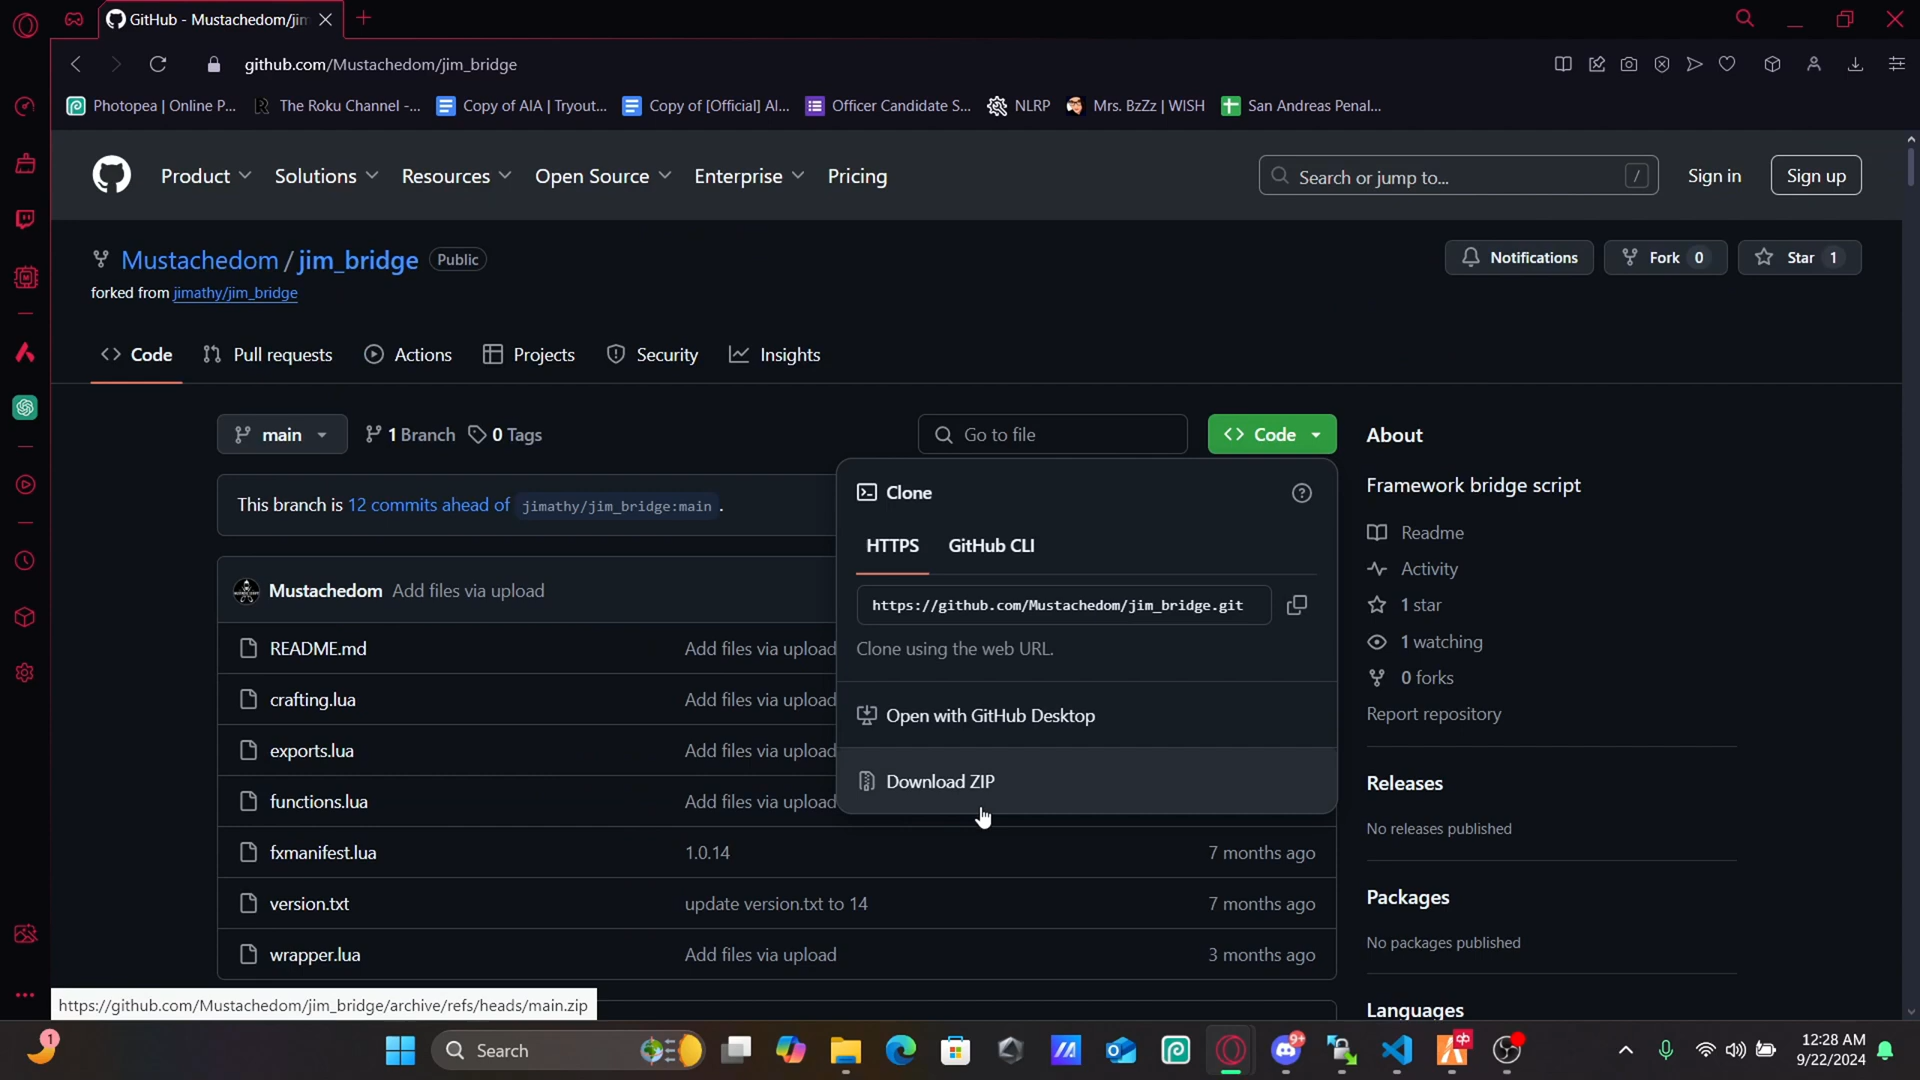 GitHub - Mustachedom/jim
github.com/Mustachedom/jim_bridge
Photopea | Online P...
The Roku Channel -...
Copy of AIA | Tryout...
Copy of [Official] AI...
Officer Candidate S...
NLRP
Mrs. BzZz | WISH
San Andreas Penal...
Product
Solutions
Resources
Open Source
Enterprise
Pricing
Search or jump to...
/
Sign in
Sign up
Mustachedom / jim_bridge
Public
Notifications
Fork 0
Star 1
forked from jimathy/jim_bridge
Code
Pull requests
Actions
Projects
Security
Insights
main
1 Branch
0 Tags
Go to file
Code
This branch is 12 commits ahead of jimathy/jim_bridge:main .
Mustachedom Add files via upload
README.md Add files via upload
crafting.lua Add files via upload
exports.lua Add files via upload
functions.lua Add files via upload
fxmanifest.lua 1.0.14 7 months ago
version.txt update version.txt to 14 7 months ago
wrapper.lua Add files via upload 3 months ago
Clone
HTTPS
GitHub CLI
https://github.com/Mustachedom/jim_bridge.git
Clone using the web URL.
Open with GitHub Desktop
Download ZIP
About
Framework bridge script
Readme
Activity
1 star
1 watching
0 forks
Report repository
Releases
No releases published
Packages
No packages published
Languages
https://github.com/Mustachedom/jim_bridge/archive/refs/heads/main.zip
1
Search
9+
qb
12:28 AM
9/22/2024